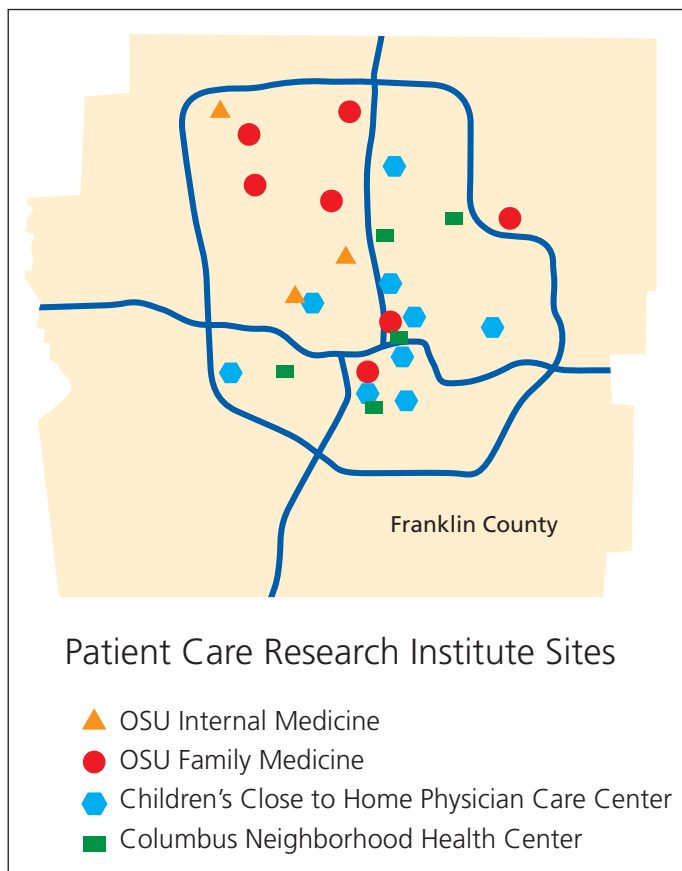 Franklin County
Patient Care Research Institute Sites
OSU Internal Medicine
OSU Family Medicine
Children's Close to Home Physician Care Center
Columbus Neighborhood Health Center